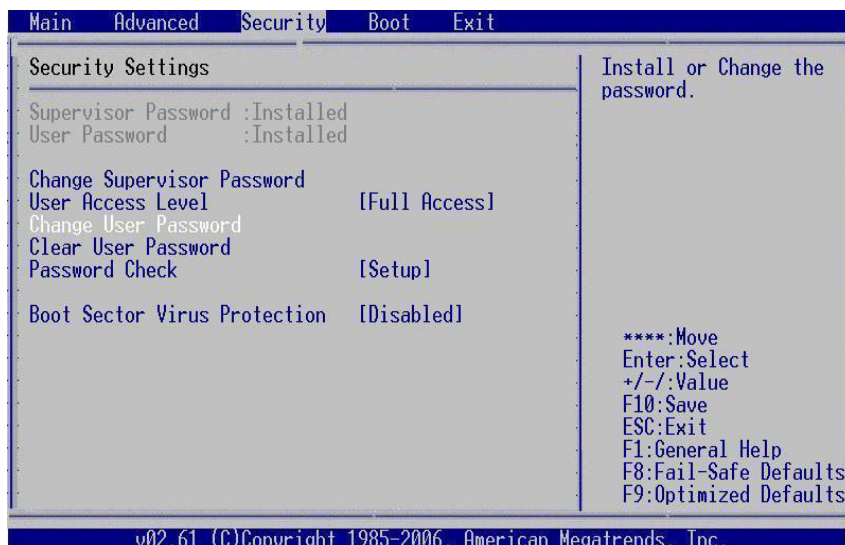 Main Advanced Security Boot Exit
Security Settings
Supervisor Password :Installed
User Password :Installed
Change Supervisor Password
User Access Level [Full Access]
Change User Password
Clear User Password
Password Check [Setup]
Boot Sector Virus Protection [Disabled]
Install or Change the
password.
****:Move
Enter:Select
+/-/:Value
F10:Save
ESC:Exit
F1:General Help
F8:Fail-Safe Defaults
F9:Optimized Defaults
v02.61 (C)Copyright 1985-2006, American Megatrends, Inc.